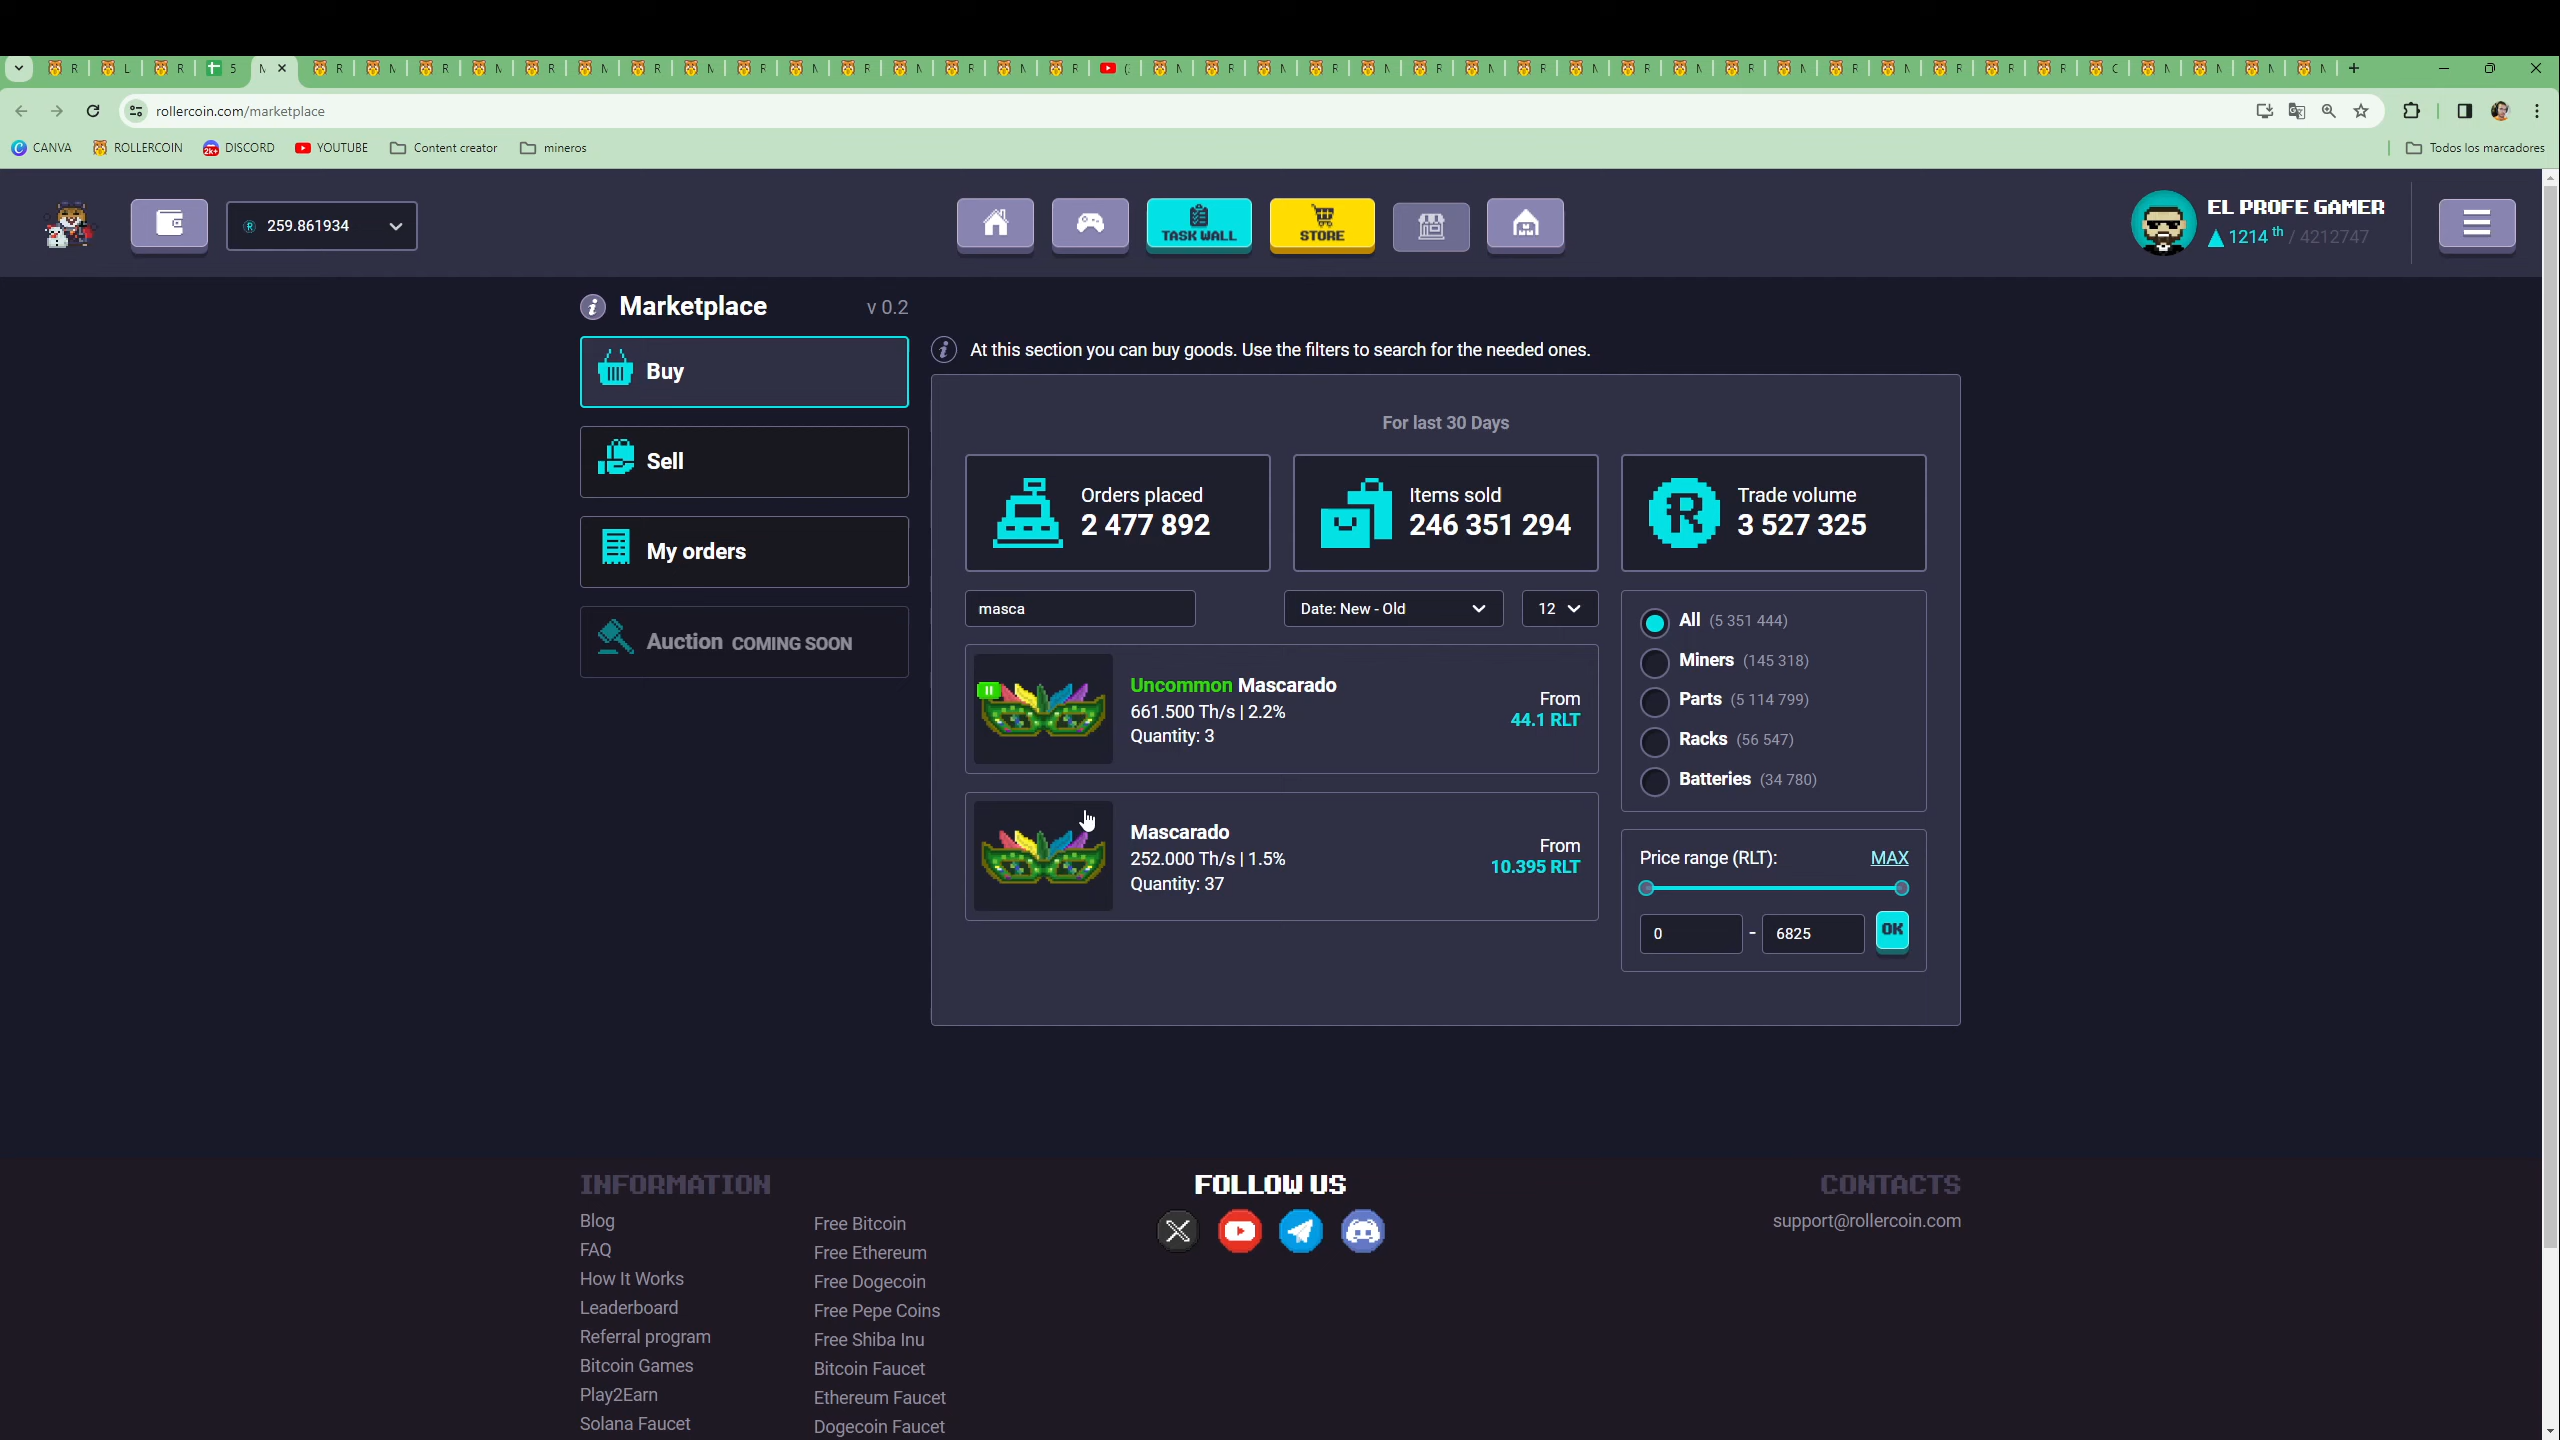 R
L
R
5
M
R
M
R
M
R
M
R
M
R
M
R
M
R
M
R
(
M
R
M
R
M
R
M
R
M
R
M
R
M
R
M
R
R
R
C
M
M
M
M
rollercoin.com/marketplace
CANVA
ROLLERCOIN
DISCORD
YOUTUBE
Content creator
mineros
Todos los marcadores
259.861934
TASK WALL
STORE
EL PROFE GAMER
1214 th / 4212747
Marketplace v 0.2
Buy
Sell
My orders
Auction COMING SOON
At this section you can buy goods. Use the filters to search for the needed ones.
For last 30 Days
Orders placed
2 477 892
Items sold
246 351 294
Trade volume
3 527 325
masca
Date: New - Old
12
Uncommon Mascarado
661.500 Th/s | 2.2%
Quantity: 3
From
44.1 RLT
Mascarado
252.000 Th/s | 1.5%
Quantity: 37
From
10.395 RLT
All (5 351 444)
Miners (145 318)
Parts (5 114 799)
Racks (56 547)
Batteries (34 780)
Price range (RLT): MAX
0 - 6825 OK
INFORMATION
Blog
FAQ
How It Works
Leaderboard
Referral program
Bitcoin Games
Play2Earn
Solana Faucet
Free Bitcoin
Free Ethereum
Free Dogecoin
Free Pepe Coins
Free Shiba Inu
Bitcoin Faucet
Ethereum Faucet
Dogecoin Faucet
FOLLOW US
CONTACTS
support@rollercoin.com